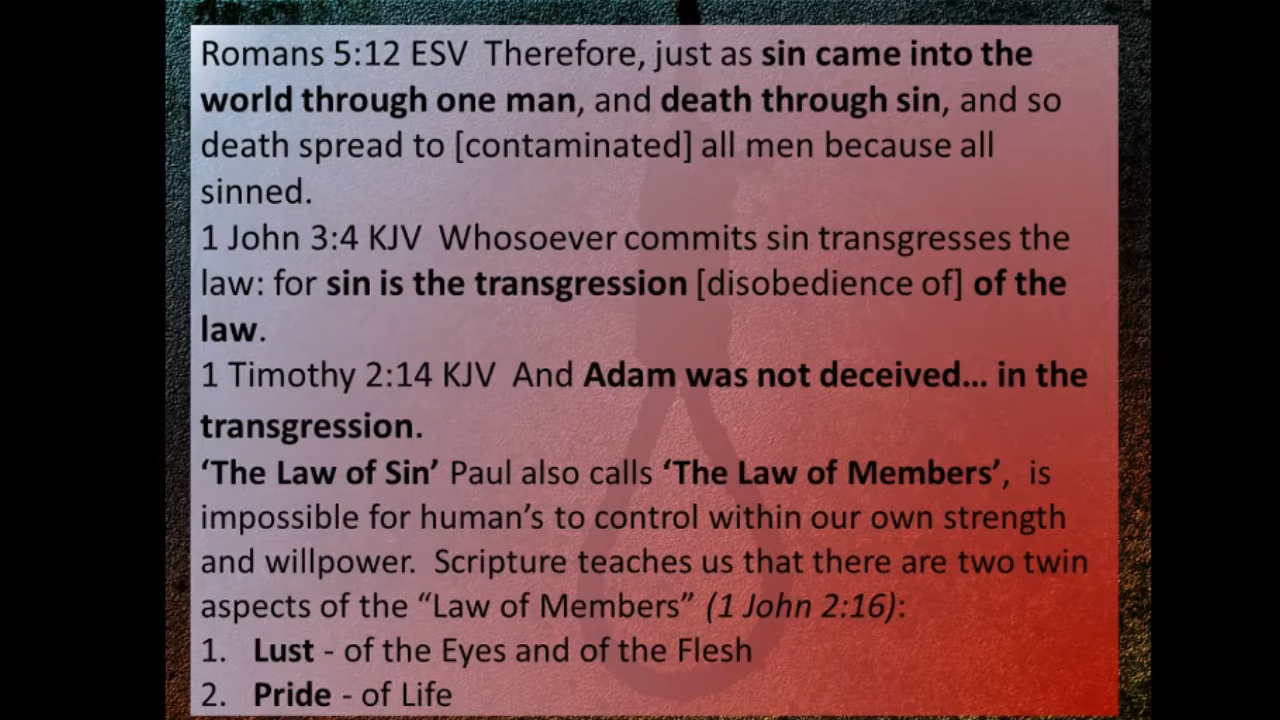 Romans 5:12 ESV  Therefore, just as sin came into the
world through one man, and death through sin, and so
death spread to [contaminated] all men because all
sinned.
1 John 3:4 KJV  Whosoever commits sin transgresses the
law: for sin is the transgression [disobedience of] of the
law.
1 Timothy 2:14 KJV  And Adam was not deceived… in the
transgression.
‘The Law of Sin’ Paul also calls ‘The Law of Members’,  is
impossible for human’s to control within our own strength
and willpower.  Scripture teaches us that there are two twin
aspects of the “Law of Members” (1 John 2:16):
1.   Lust - of the Eyes and of the Flesh
2.   Pride - of Life